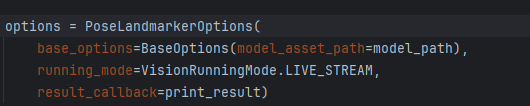 options = PoseLandmarkerOptions(
    base_options=BaseOptions(model_asset_path=model_path),
    running_mode=VisionRunningMode.LIVE_STREAM,
    result_callback=print_result)